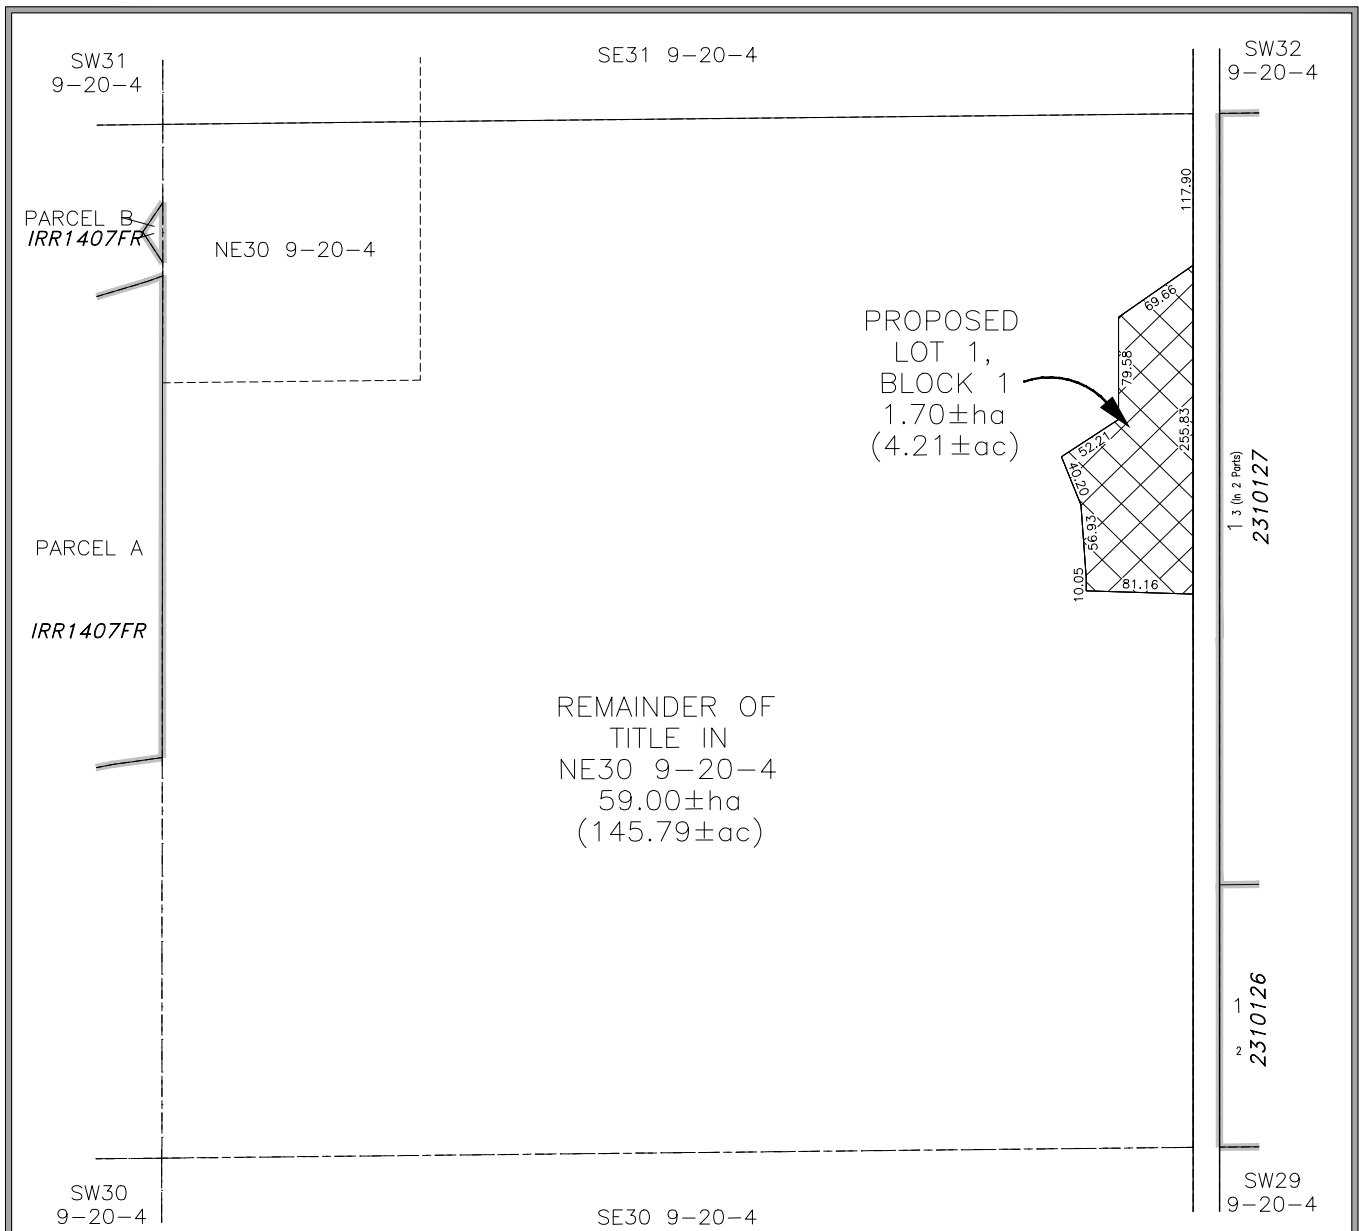 SW31
9-20-4
SE31 9-20-4
SW32
9-20-4
117.90
PARCEL B
IRR1407FR
NE30 9-20-4
69.66
PROPOSED
LOT 1,
BLOCK 1
1.70±ha
(4.21±ac)
79.58
255.83
52.21
40.20
56.93
10.05
81.16
1 3 (In 2 Parts)
2310127
PARCEL A
IRR1407FR
REMAINDER OF
TITLE IN
NE30 9-20-4
59.00±ha
(145.79±ac)
1
2
2310126
SW30
9-20-4
SE30 9-20-4
SW29
9-20-4